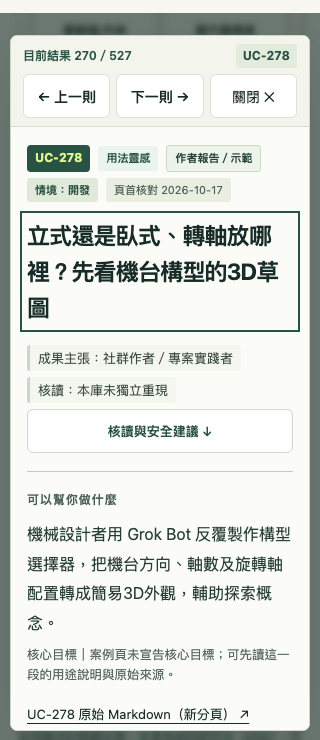 目前結果 270 / 527
UC-278
← 上一則
下一則 →
關閉 ×
UC-278
用法靈感
作者報告 / 示範
情境：開發
頁首核對 2026-10-17
立式還是臥式、轉軸放哪
裡？先看機台構型的3D草
圖
成果主張：社群作者 / 專案實踐者
核讀：本庫未獨立重現
核讀與安全建議 ↓
可以幫你做什麼
機械設計者用 Grok Bot 反覆製作構型
選擇器，把機台方向、軸數及旋轉軸
配置轉成簡易3D外觀，輔助探索概
念。
核心目標｜案例頁未宣告核心目標；可先讀這一
段的用途說明與原始來源。
UC-278 原始 Markdown（新分頁） ↗